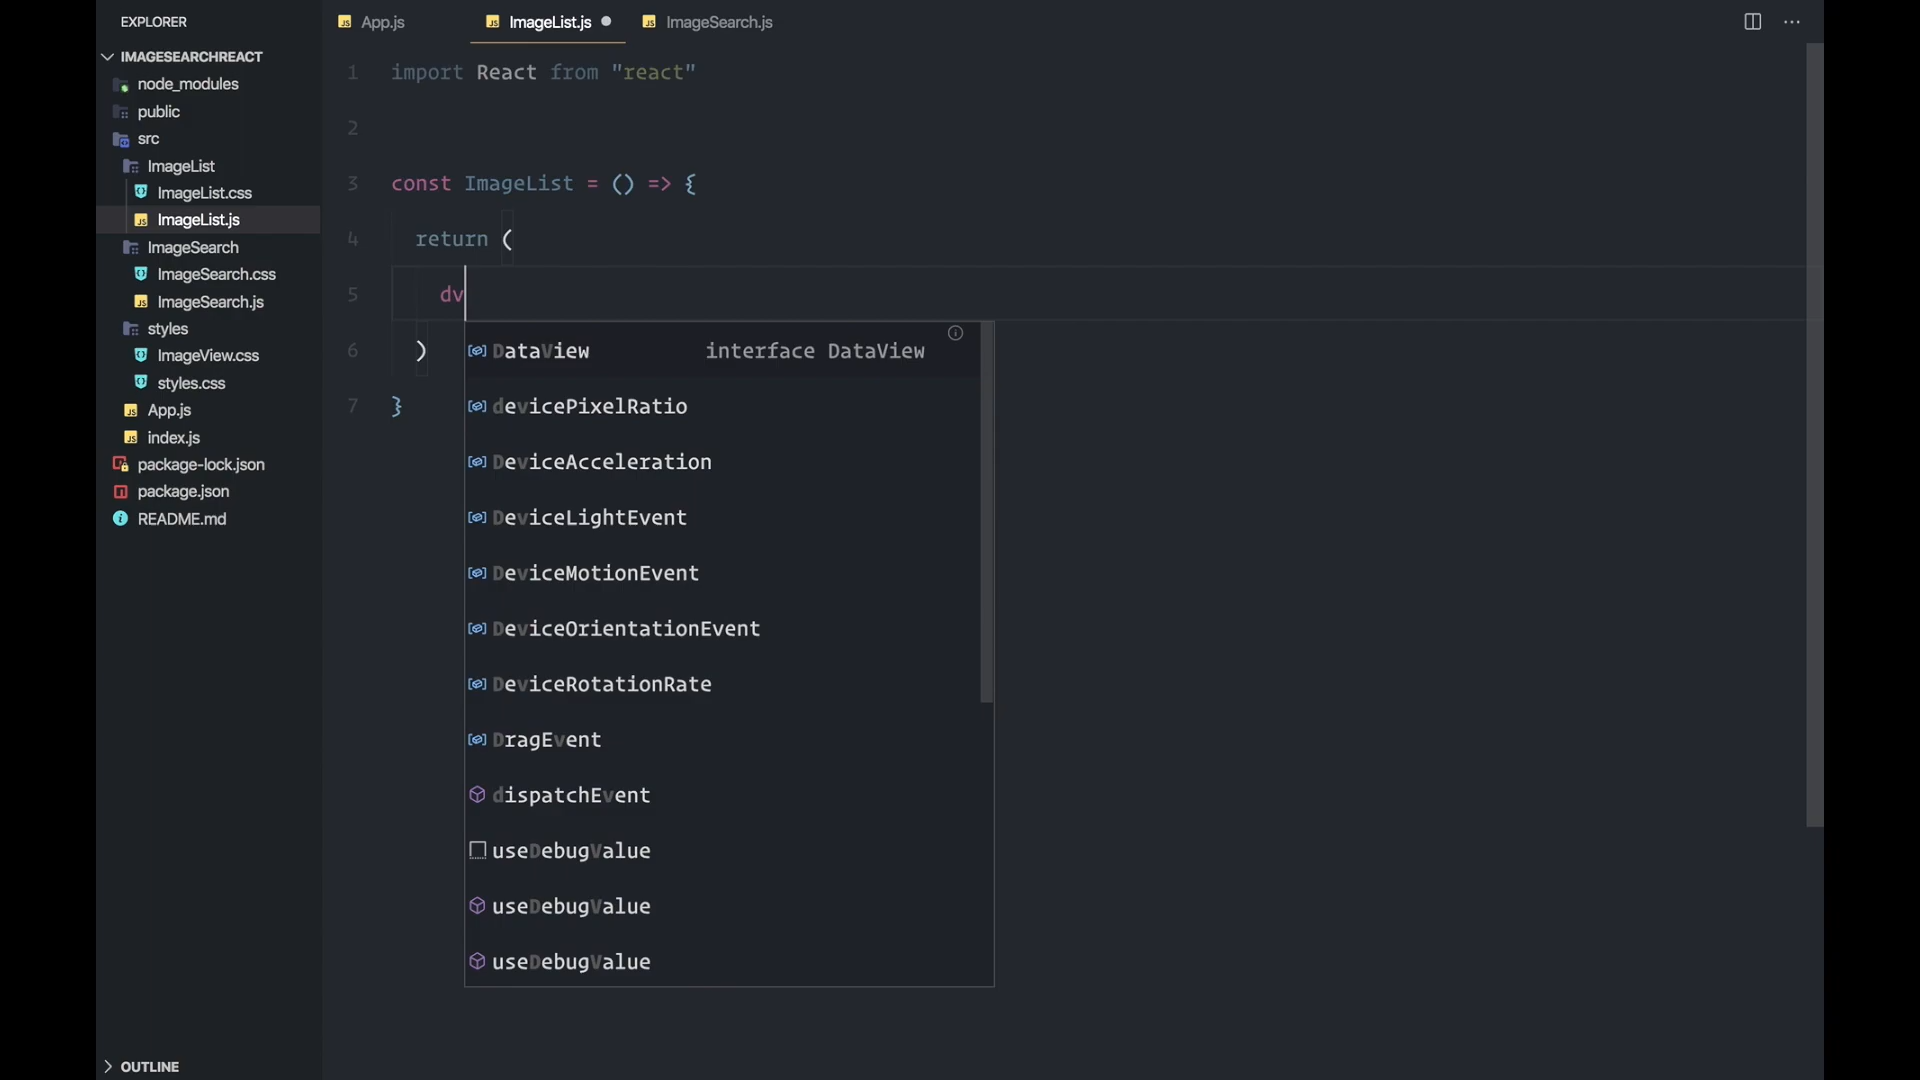 EXPLORER
IMAGESEARCHREACT
node_modules
public
src
ImageList
ImageList.css
ImageList.js
ImageSearch
ImageSearch.css
ImageSearch.js
styles
ImageView.css
styles.css
App.js
index.js
package-lock.json
package.json
README.md
OUTLINE
App.js
ImageList.js
ImageSearch.js
1 import React from "react"
2
3 const ImageList = () => {
4 return (
5 dv
6 )
7 }
DataView interface DataView
devicePixelRatio
DeviceAcceleration
DeviceLightEvent
DeviceMotionEvent
DeviceOrientationEvent
DeviceRotationRate
DragEvent
dispatchEvent
useDebugValue
useDebugValue
useDebugValue